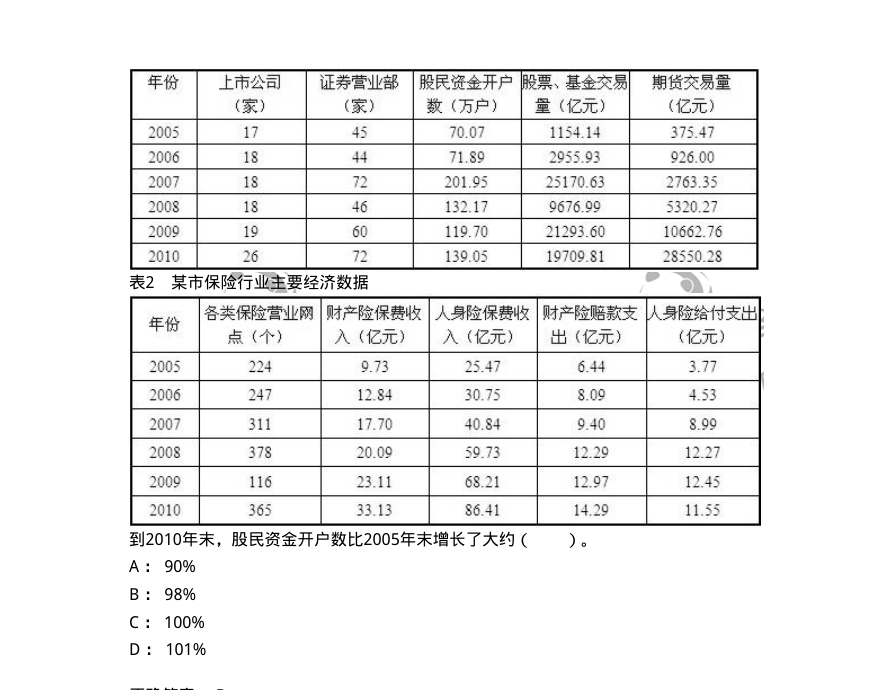 年份 上市公司（家） 证券营业部（家） 股民资金开户数（万户） 股票、基金交易量（亿元） 期货交易量（亿元）
2005 17 45 70.07 1154.14 375.47
2006 18 44 71.89 2955.93 926.00
2007 18 72 201.95 25170.63 2763.35
2008 18 46 132.17 9676.99 5320.27
2009 19 60 119.70 21293.60 10662.76
2010 26 72 139.05 19709.81 28550.28
表2 某市保险行业主要经济数据
年份 各类保险营业网点（个） 财产险保费收入（亿元） 人身险保费收入（亿元） 财产险赔款支出（亿元） 人身险给付支出（亿元）
2005 224 9.73 25.47 6.44 3.77
2006 247 12.84 30.75 8.09 4.53
2007 311 17.70 40.84 9.40 8.99
2008 378 20.09 59.73 12.29 12.27
2009 116 23.11 68.21 12.97 12.45
2010 365 33.13 86.41 14.29 11.55
到2010年末，股民资金开户数比2005年末增长了大约（ ）。
A： 90%
B： 98%
C： 100%
D： 101%